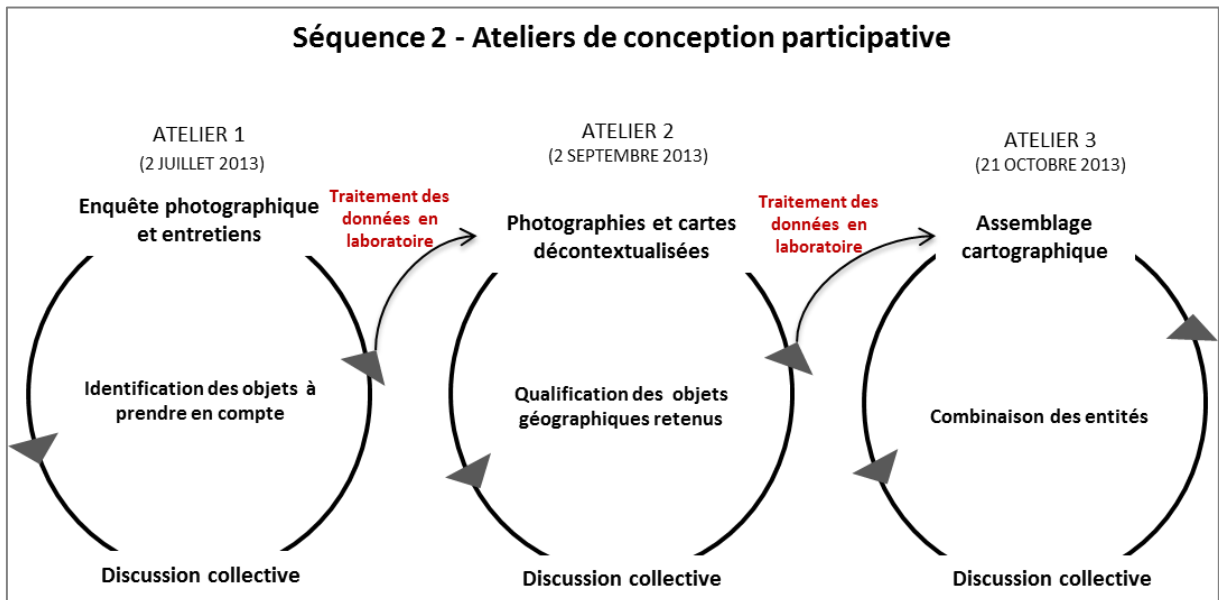 Séquence 2 - Ateliers de conception participative
ATELIER 1
(2 JUILLET 2013)
Enquête photographique
et entretiens
Identification des objets à
prendre en compte
Discussion collective
Traitement des
données en
laboratoire
ATELIER 2
(2 SEPTEMBRE 2013)
Photographies et cartes
décontextualisées
Qualification des objets
géographiques retenus
Discussion collective
Traitement des
données en
laboratoire
ATELIER 3
(21 OCTOBRE 2013)
Assemblage
cartographique
Combinaison des entités
Discussion collective